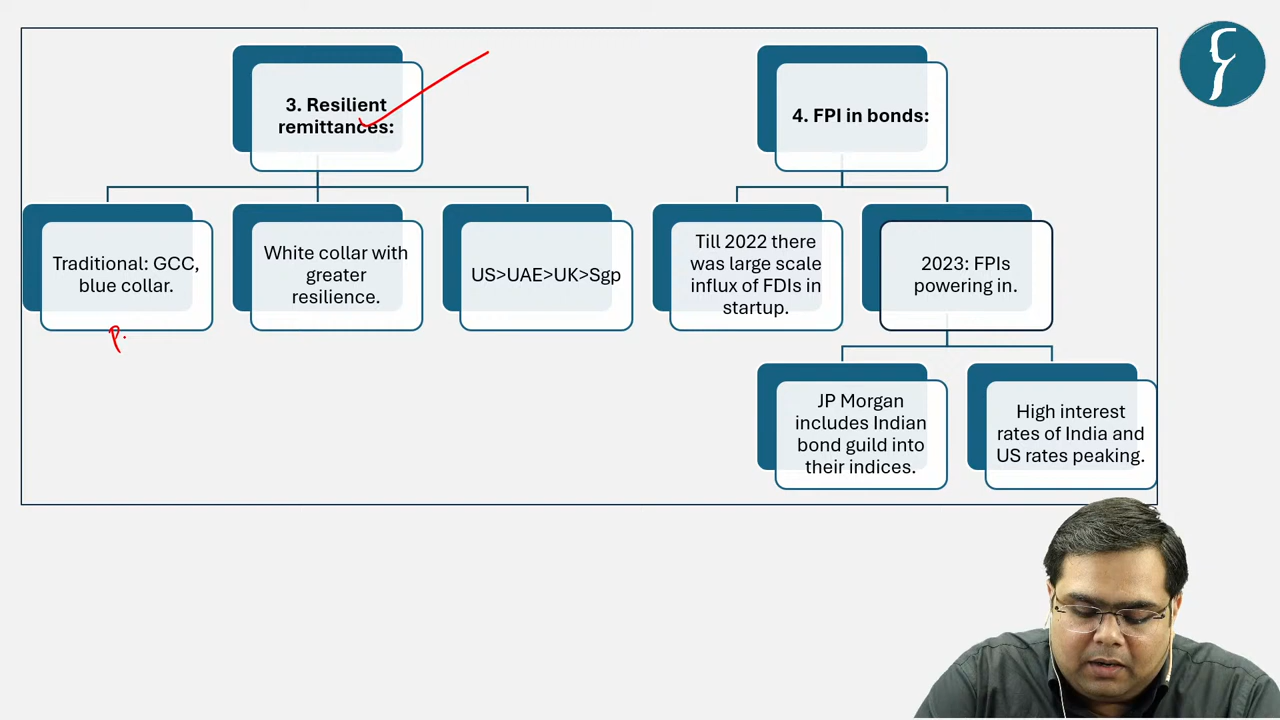 3. Resilient
remittances:
4. FPI in bonds:
Traditional: GCC,
blue collar.
White collar with
greater
resilience.
US>UAE>UK>Sgp
Till 2022 there
was large scale
influx of FDIs in
startup.
2023: FPIs
powering in.
JP Morgan
includes Indian
bond guild into
their indices.
High interest
rates of India and
US rates peaking.